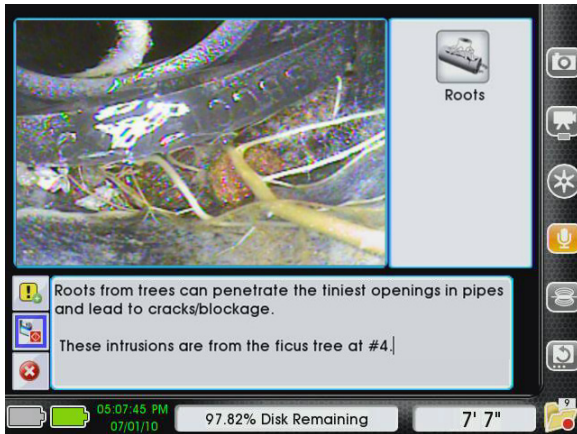 Roots
Roots from trees can penetrate the tiniest openings in pipes
and lead to cracks/blockage.
These intrusions are from the ficus tree at #4.
05:07:45 PM
07/01/10
97.82% Disk Remaining
7' 7"
9